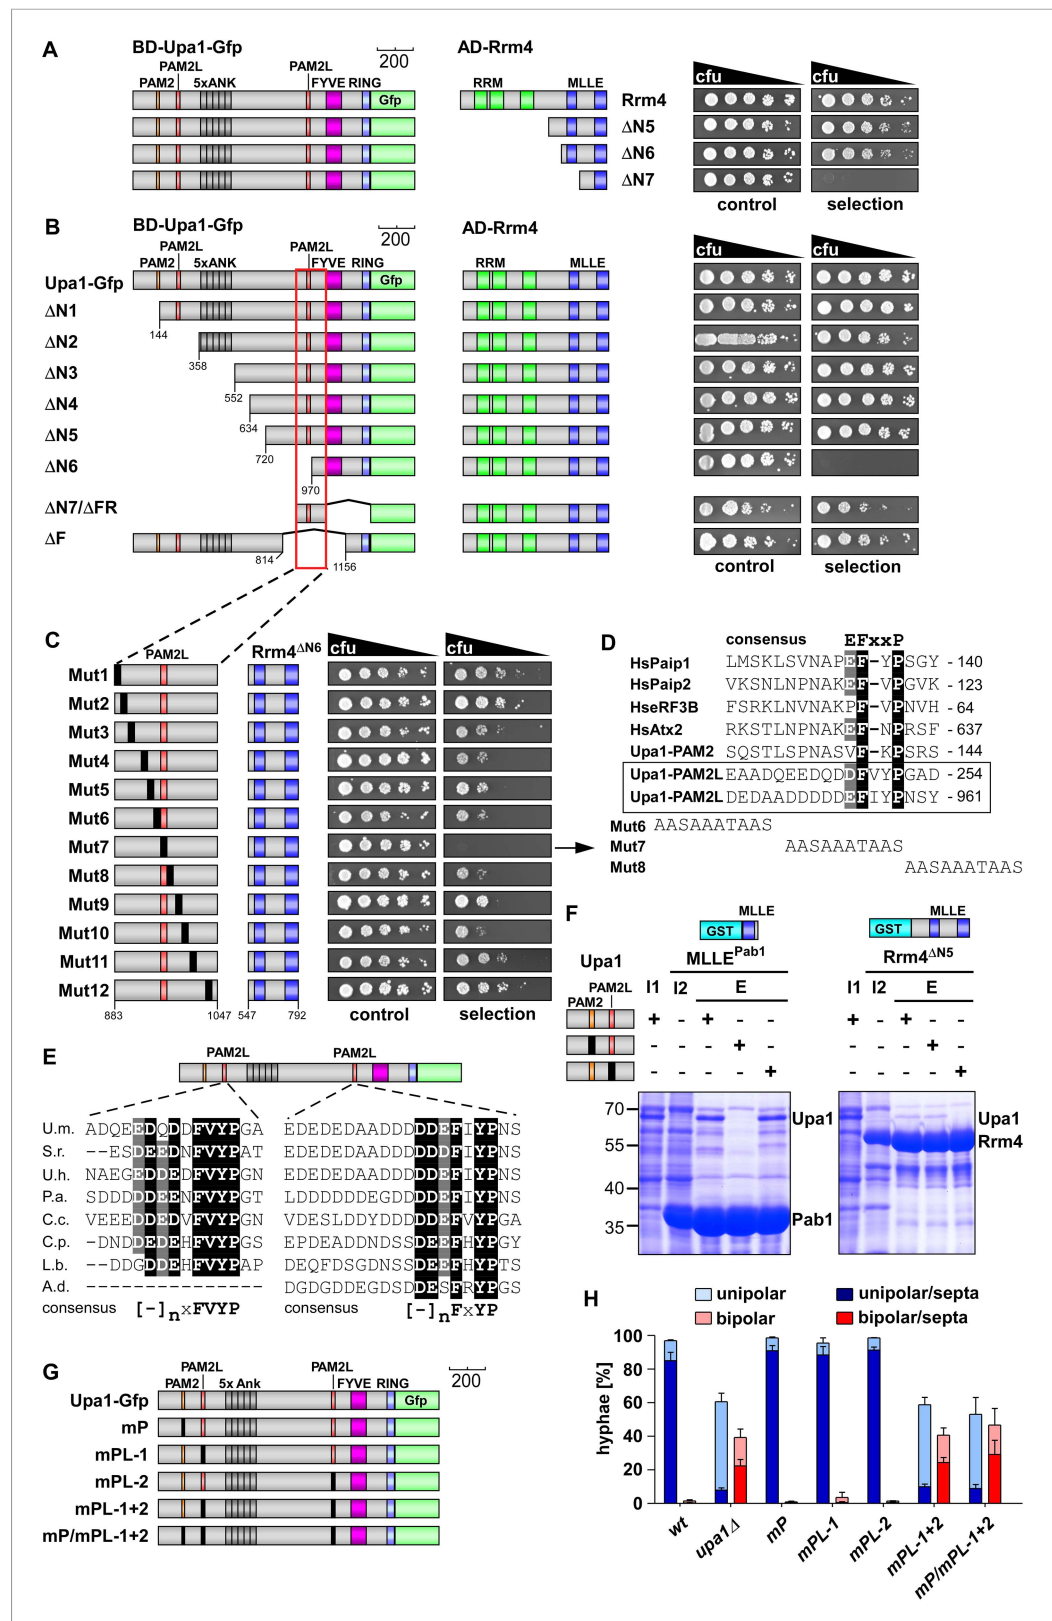 A
BD-Upa1-Gfp
200
AD-Rrm4
PAM2L PAM2L
PAM2 5xANK FYVE RING
RRM MLLE
cfu cfu
Gfp
Rrm4
ΔN5
ΔN6
ΔN7
control selection
B
BD-Upa1-Gfp
200
AD-Rrm4
PAM2L PAM2L
PAM2 5xANK FYVE RING
RRM MLLE
cfu cfu
Upa1-Gfp
Gfp
ΔN1
144
ΔN2
358
ΔN3
552
ΔN4
634
ΔN5
720
ΔN6
970
ΔN7/ΔFR
ΔF
814 1156
control selection
C
PAM2L
Rrm4ΔN6
cfu cfu
Mut1
Mut2
Mut3
Mut4
Mut5
Mut6
Mut7
Mut8
Mut9
Mut10
Mut11
Mut12
883 1047 547 792
control selection
D
consensus EFxxP
HsPaip1 LMSKLSVNAPEF-YPSGY - 140
HsPaip2 VKSNLNPNAKEF-VPGVK - 123
HseRF3B FSRKLNVNAKPF-VPNVH - 64
HsAtx2 RKSTLNPNAKEF-NPRSF - 637
Upa1-PAM2 SQSTLSPNASVF-KPSRS - 144
Upa1-PAM2L EAADQEEDQDDFVYPGAD - 254
Upa1-PAM2L DEDAADDDDDEFIYPNSY - 961
Mut6 AASAAATAAS
Mut7 AASAAATAAS
Mut8 AASAAATAAS
E
PAM2L PAM2L
U.m. ADQEEDQDDFVYPGA EDEDEDAADDDDDEFIYPNS
S.r. --ESDEEDEDFVYPAT EDEDEDAADDDDDEFIYPNS
U.h. NAEGEDDEDFVYPGN EDEDEDAADDDDDEFIYPNS
P.a. SDDDDDEENFVYPGT LDDDDDDEGDDDDEFIYPNS
C.c. VEEEDDEDVFVYPGN VDESLDDYDDDDDEFVYPGA
C.p. -DNDDEDEHFVYPGS EPDEADDNDSSDEEFHYPGY
L.b. --DDGDDEHFVYPAP DEQFDSGDNSSDEEFHYPTS
A.d. --------------- DGDGDDEGDSDDESFRYPGS
consensus [-]nxFVYP [-]nFxYP
F
MLLE MLLE
GST GST
Upa1
MLLEPab1 Rrm4ΔN5
PAM2L
PAM2
I1 I2 E I1 I2 E
+ - + - - + - + - -
- - - + - - - - + -
- - - - + - - - - +
70
55
40
35
Upa1
Pab1
Upa1
Rrm4
G
PAM2L PAM2L
PAM2 5x Ank FYVE RING
200
Upa1-Gfp
Gfp
mP
mPL-1
mPL-2
mPL-1+2
mP/mPL-1+2
H
unipolar unipolar/septa
bipolar bipolar/septa
hyphae [%]
100
80
60
40
20
0
wt
upa1Δ
mP
mPL-1
mPL-2
mPL-1+2
mP/mPL-1+2